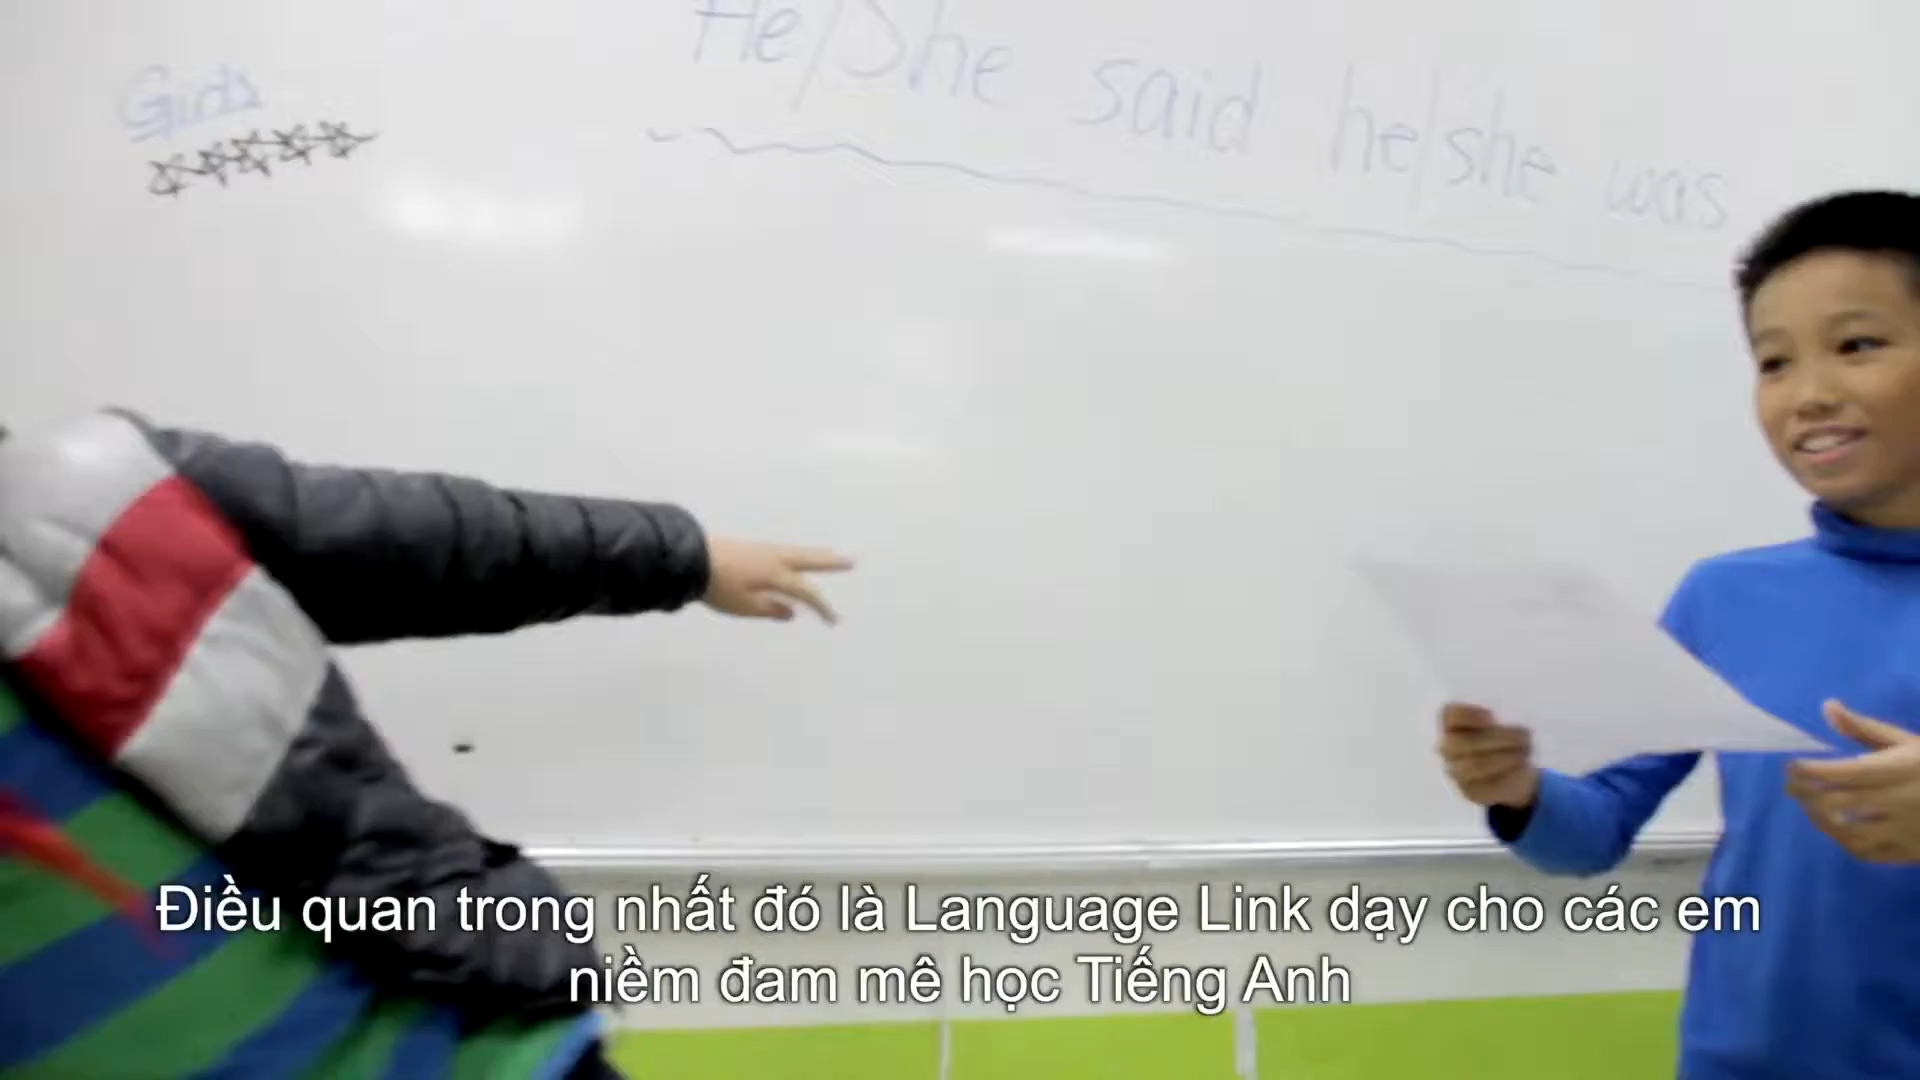 He/She said he/she was
Girls
Điều quan trong nhất đó là Language Link dạy cho các em
niềm đam mê học Tiếng Anh